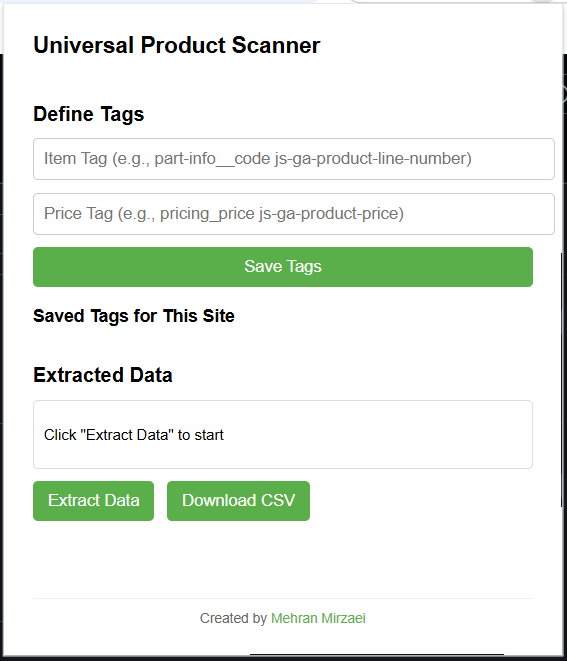 Universal Product Scanner
Define Tags
Item Tag (e.g., part-info__code js-ga-product-line-number)
Price Tag (e.g., pricing_price js-ga-product-price)
Save Tags
Saved Tags for This Site
Extracted Data
Click "Extract Data" to start
Extract Data Download CSV
Created by Mehran Mirzaei